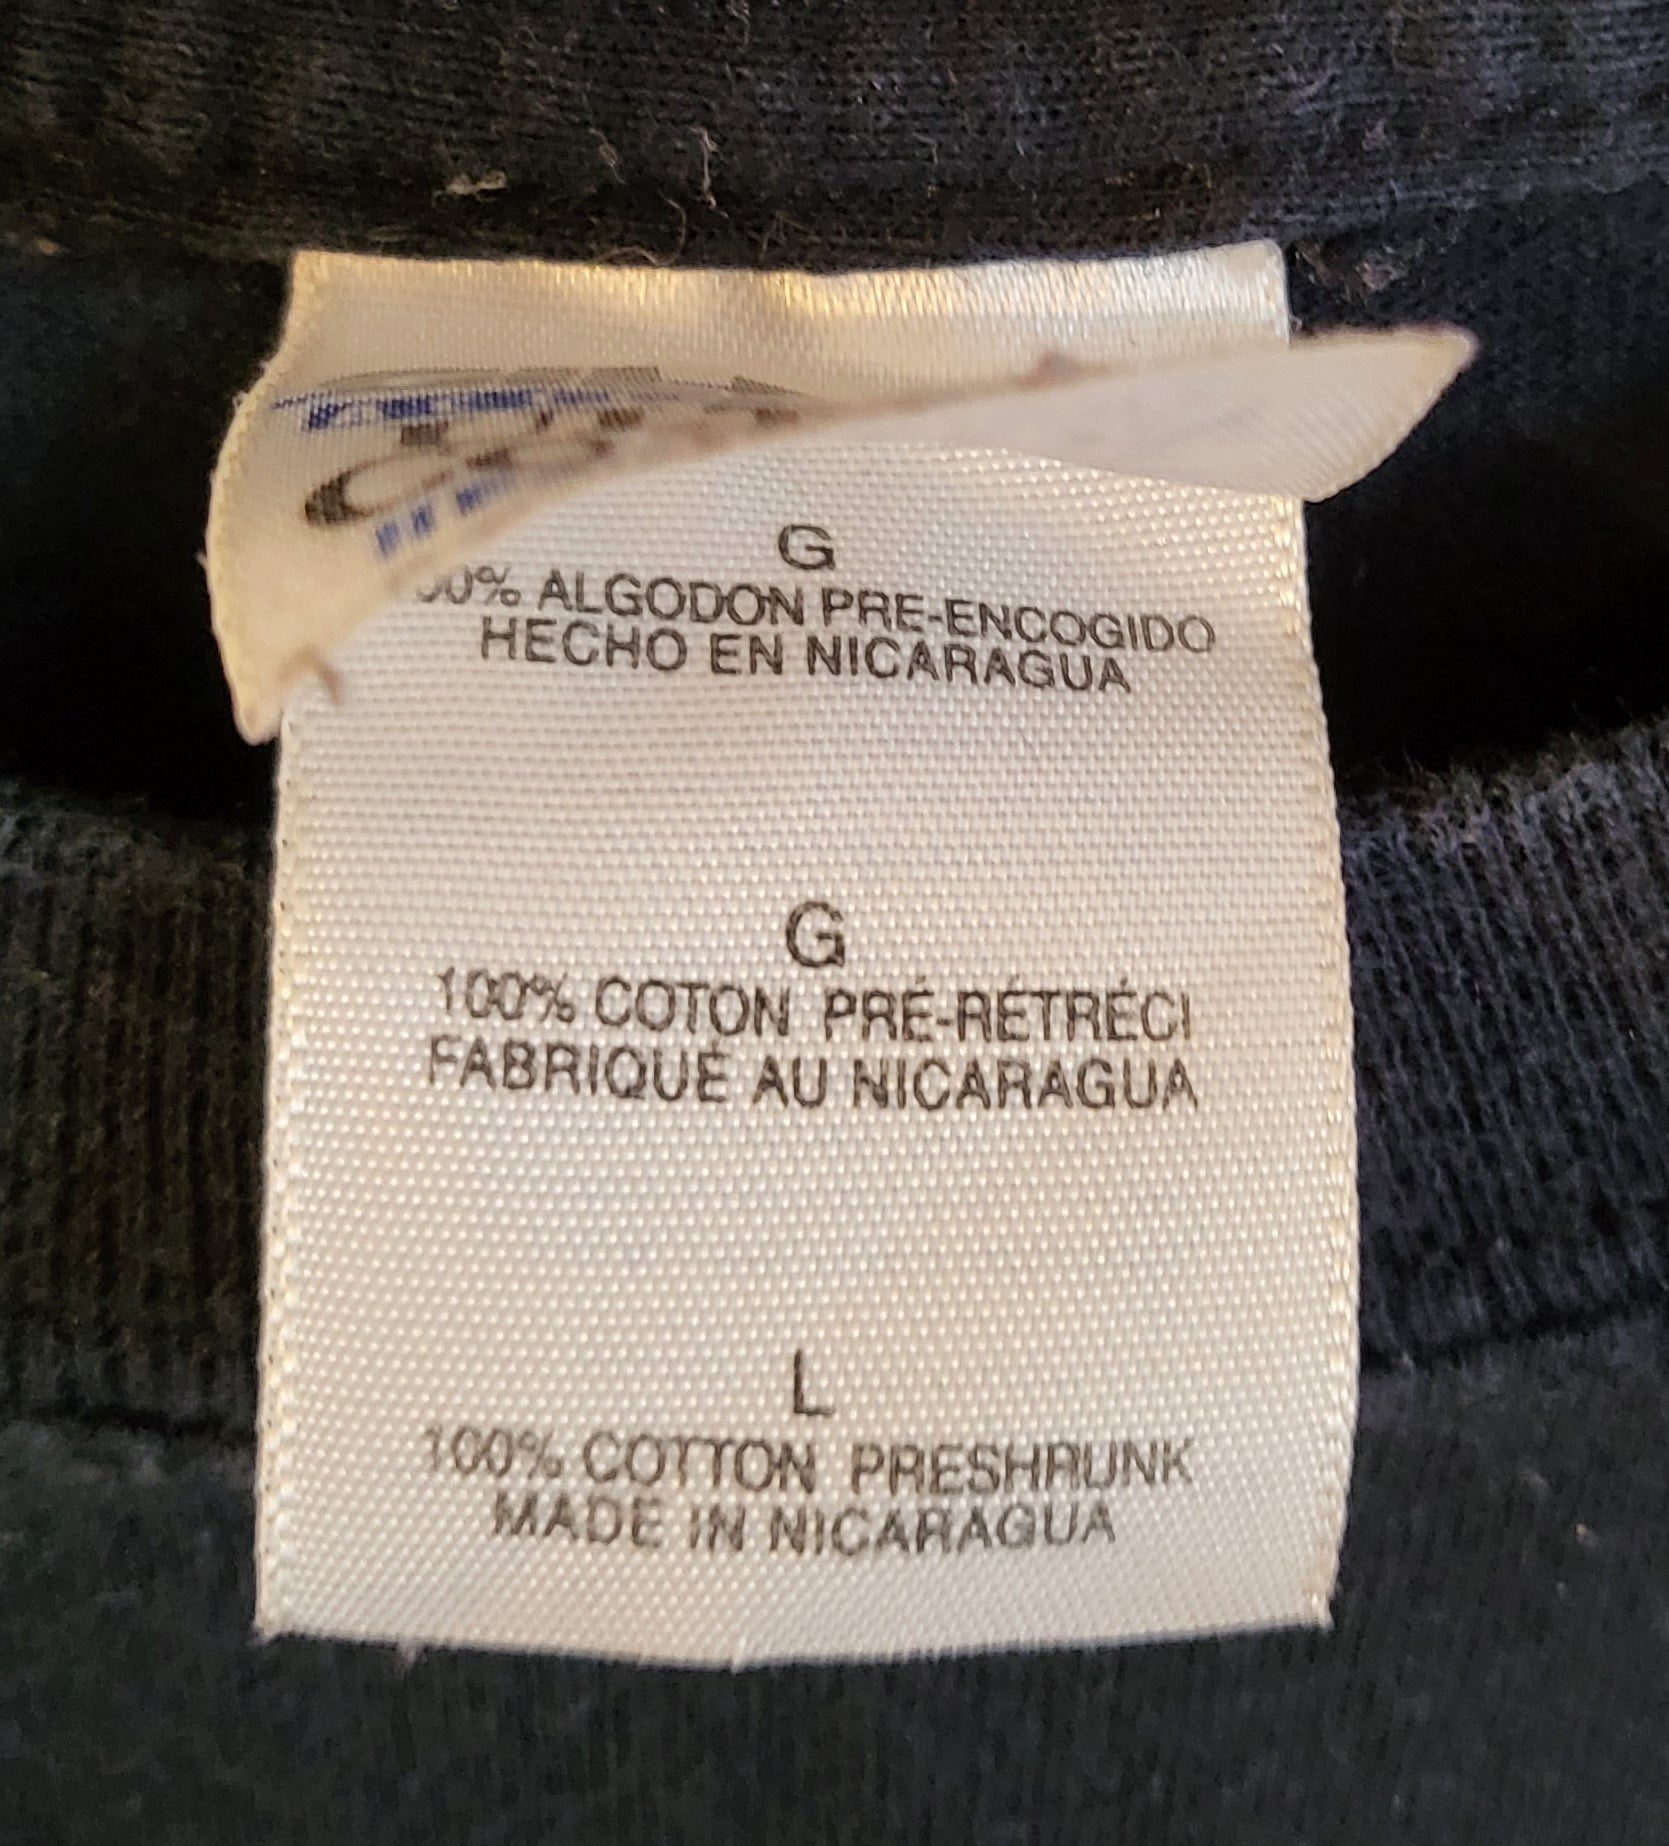 G
00% ALGODON PRE-ENCOGIDO
HECHO EN NICARAGUA
G
100% COTON PRÉ-RÉTRÉCI
FABRIQUÉ AU NICARAGUA
L
100% COTTON PRESHRUNK
MADE IN NICARAGUA